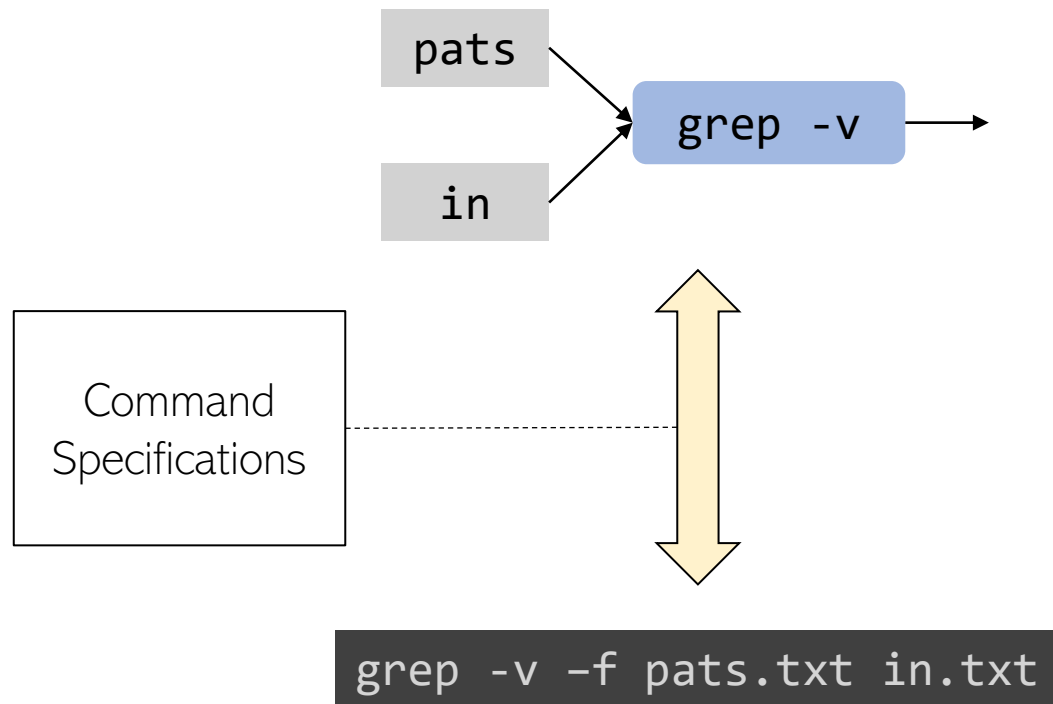 pats
grep -v
in
Command
Specifications
grep -v –f pats.txt in.txt